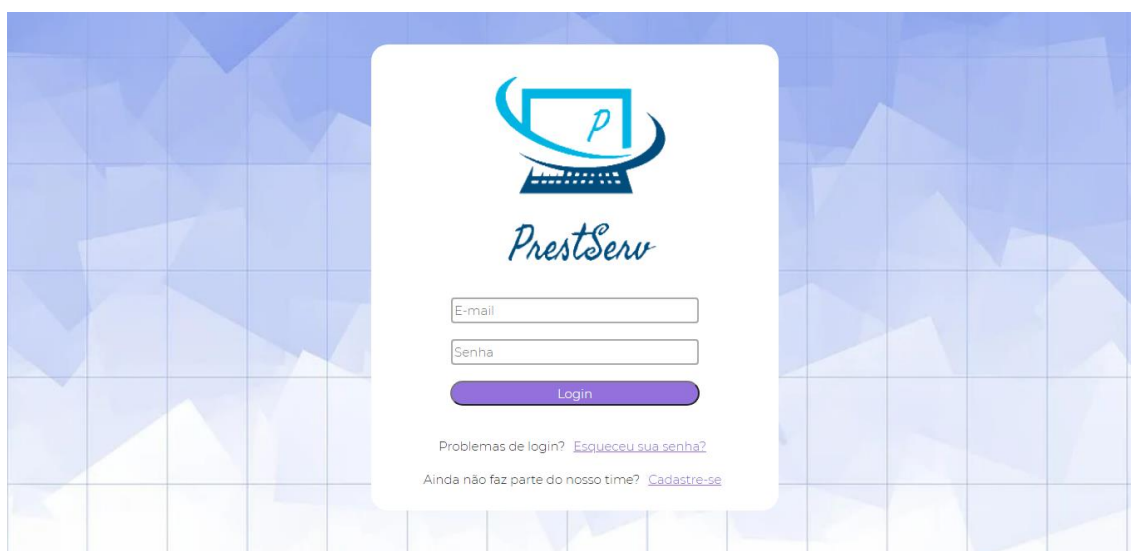 P
PrestServ
E-mail
Senha
Login
Problemas de login? Esqueceu sua senha?
Ainda não faz parte do nosso time? Cadastre-se